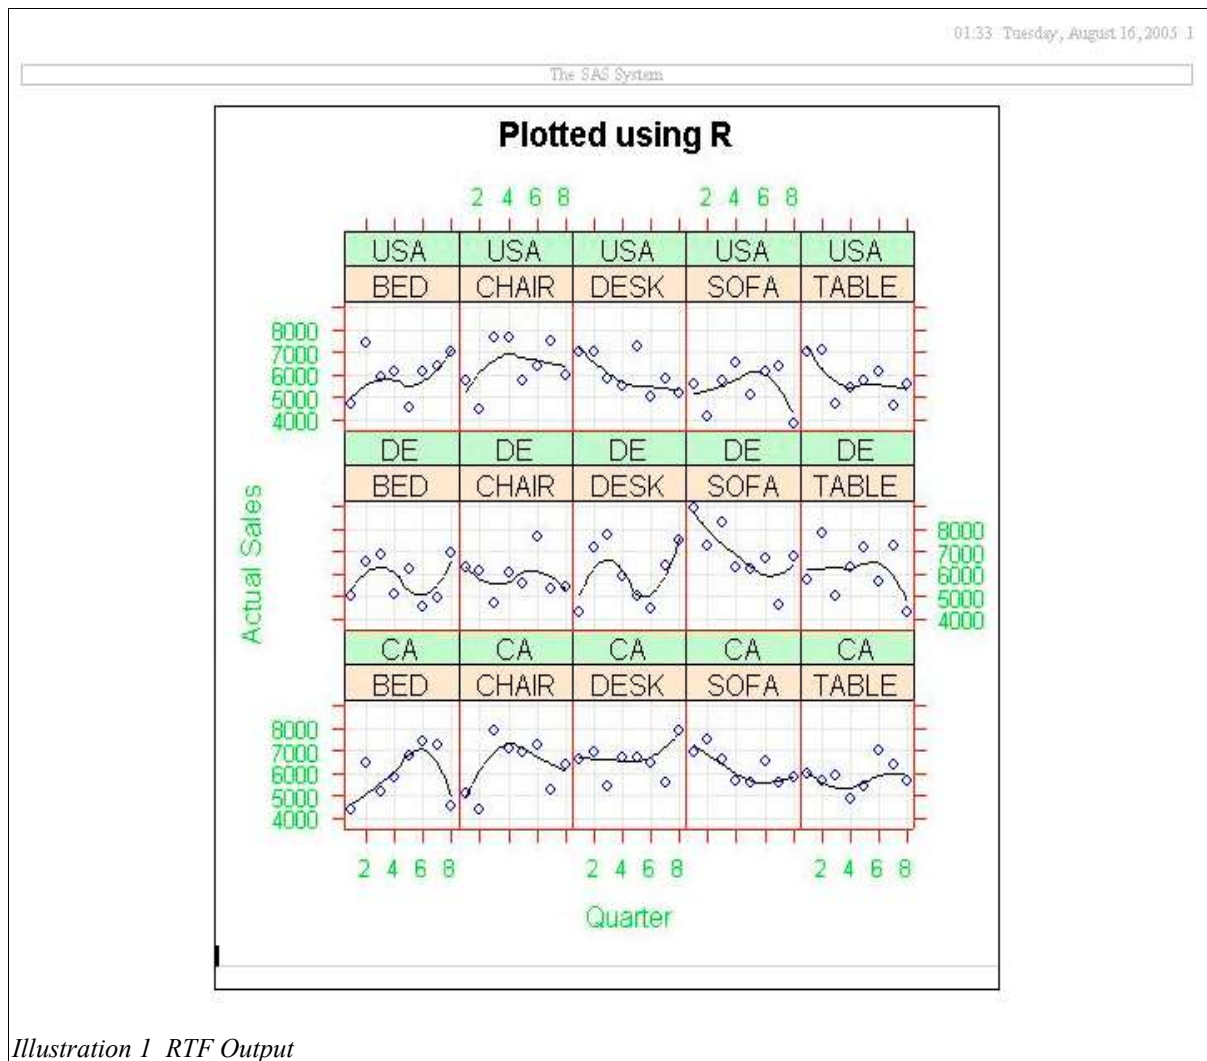 01:33 Tuesday, August 16, 2005 1
The SAS System
Plotted using R
2 4 6 8 2 4 6 8
USA USA USA USA USA
BED CHAIR DESK SOFA TABLE
8000
7000
6000
5000
4000
DE DE DE DE DE
BED CHAIR DESK SOFA TABLE
Actual Sales
8000
7000
6000
5000
4000
CA CA CA CA CA
BED CHAIR DESK SOFA TABLE
8000
7000
6000
5000
4000
2 4 6 8 2 4 6 8 2 4 6 8
Quarter
Illustration 1 RTF Output